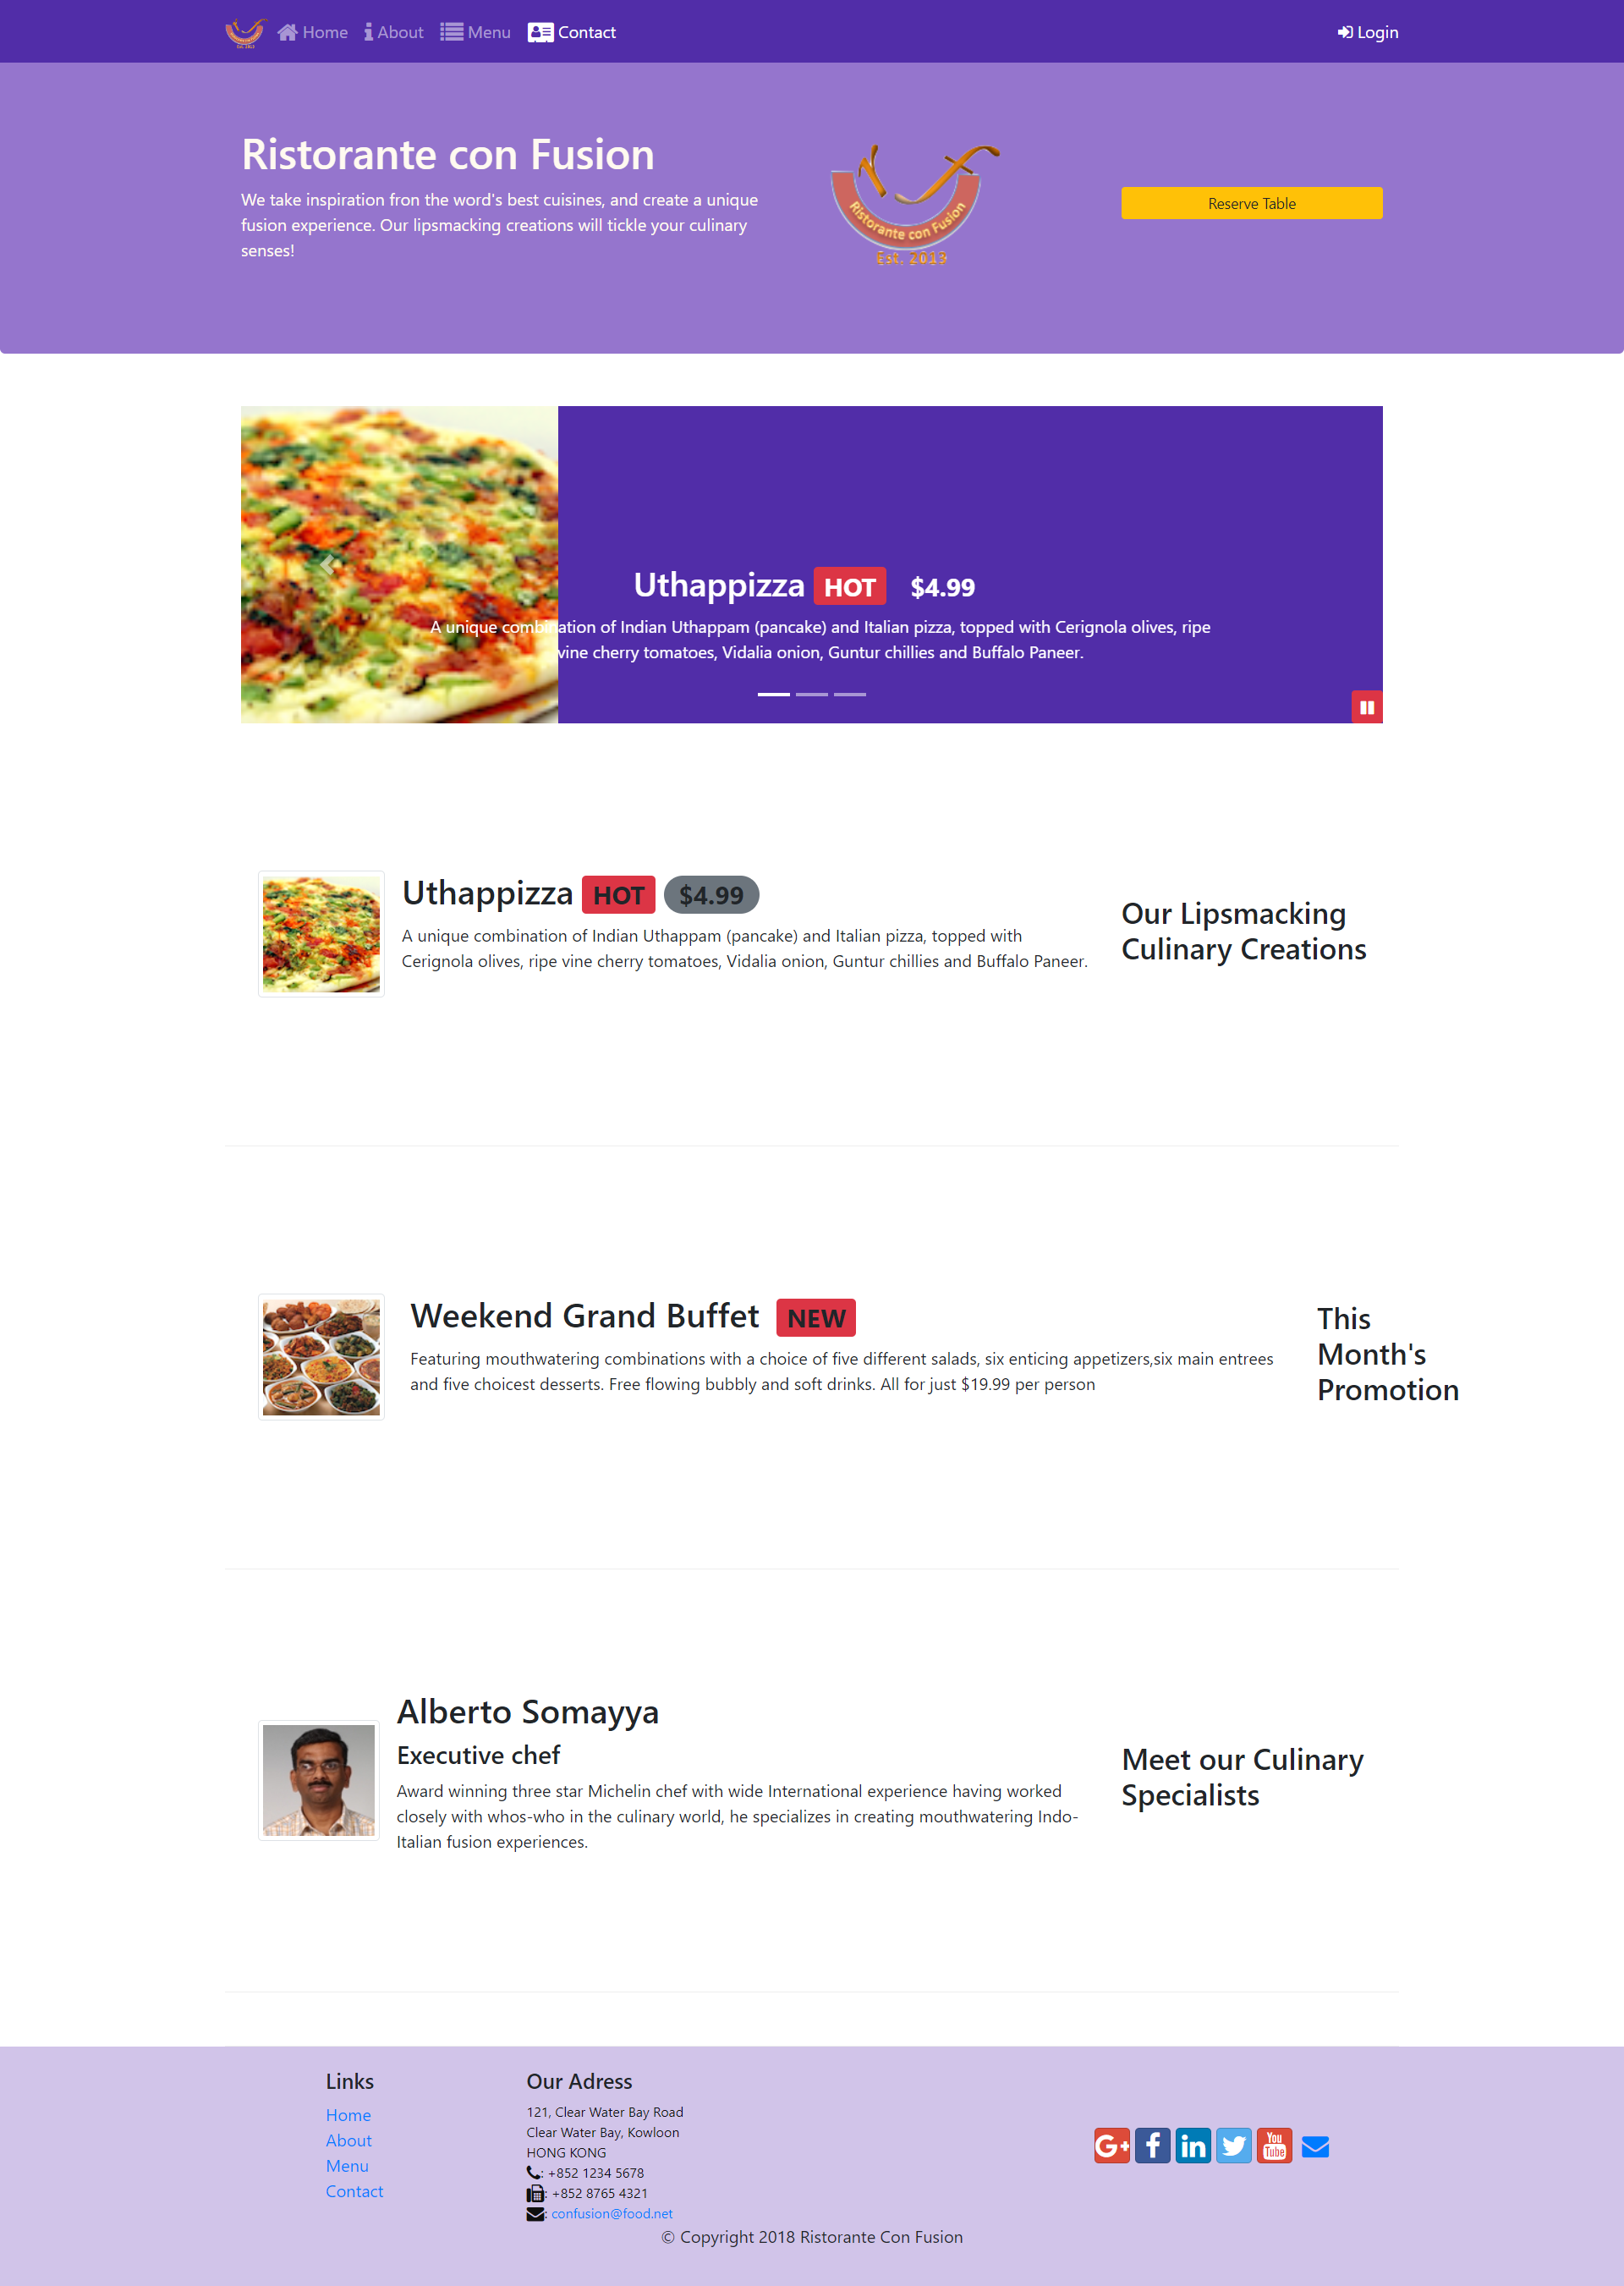 Home About Menu Contact Login
Ristorante con Fusion
We take inspiration fron the word's best cuisines, and create a unique
fusion experience. Our lipsmacking creations will tickle your culinary
senses!
Ristorante con Fusion
Est. 2013
Reserve Table
Uthappizza HOT $4.99
A unique combination of Indian Uthappam (pancake) and Italian pizza, topped with Cerignola olives, ripe
vine cherry tomatoes, Vidalia onion, Guntur chillies and Buffalo Paneer.
Uthappizza HOT $4.99
A unique combination of Indian Uthappam (pancake) and Italian pizza, topped with
Cerignola olives, ripe vine cherry tomatoes, Vidalia onion, Guntur chillies and Buffalo Paneer.
Our Lipsmacking
Culinary Creations
Weekend Grand Buffet NEW
Featuring mouthwatering combinations with a choice of five different salads, six enticing appetizers,six main entrees
and five choicest desserts. Free flowing bubbly and soft drinks. All for just $19.99 per person
This
Month's
Promotion
Alberto Somayya
Executive chef
Award winning three star Michelin chef with wide International experience having worked
closely with whos-who in the culinary world, he specializes in creating mouthwatering Indo-
Italian fusion experiences.
Meet our Culinary
Specialists
Links
Home
About
Menu
Contact
Our Adress
121, Clear Water Bay Road
Clear Water Bay, Kowloon
HONG KONG
: +852 1234 5678
: +852 8765 4321
: confusion@food.net
G+ f in You Tube
© Copyright 2018 Ristorante Con Fusion